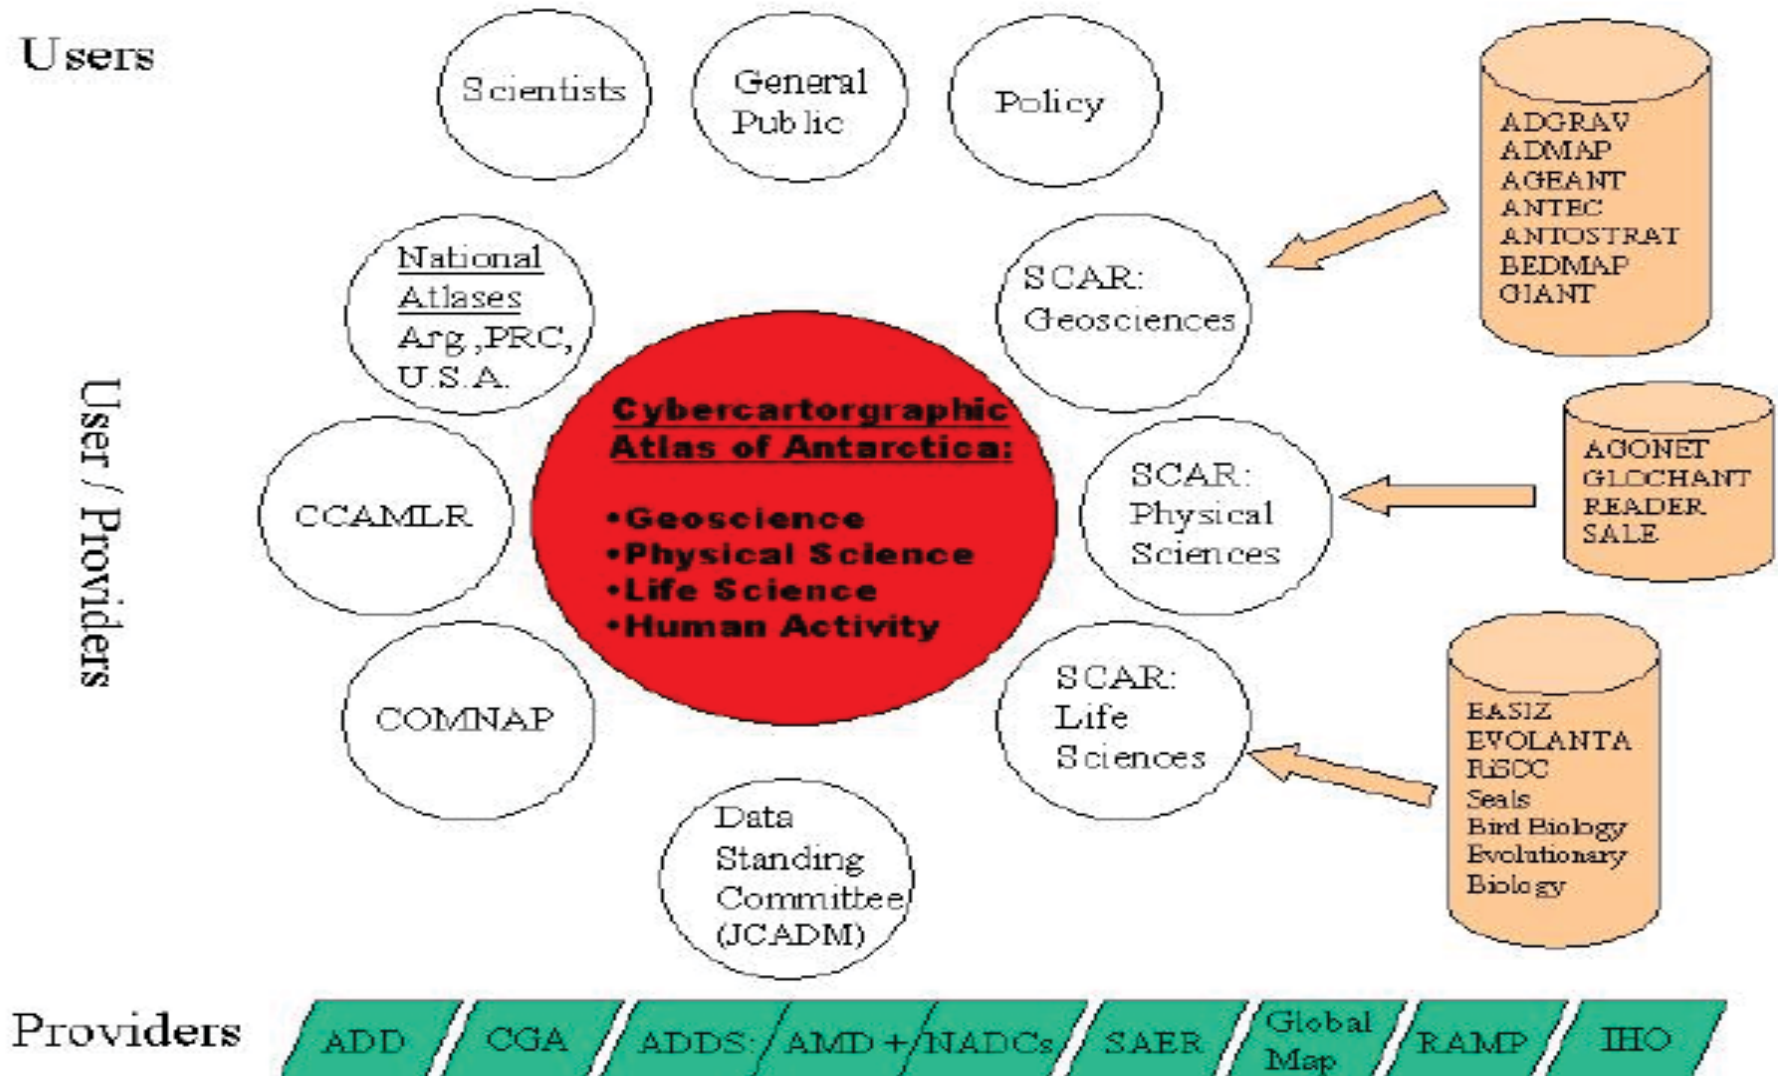 Users
Scientists
General
Public
Policy
ADGRAV
ADMAP
AGEANT
ANTEC
ANTOSTRAT
BEDMAP
GIANT
National
Atlases
Arg.,PRC,
U.S.A.
SCAR:
Geosciences
User / Providers
Cybercartorgraphic
Atlas of Antarctica:
•Geoscience
•Physical Science
•Life Science
•Human Activity
CCAMLR
SCAR:
Physical
Sciences
AGONET
GLOCHANT
READER
SALE
COMNAP
SCAR:
Life
Sciences
EASIZ
EVOLANTA
RiSCC
Seals
Bird Biology
Evolutionary
Biology
Data
Standing
Committee
(JCADM)
Providers
ADD
CGA
ADDS:
AMD +
NADCs
SAER
Global
Map
RAMP
IHO